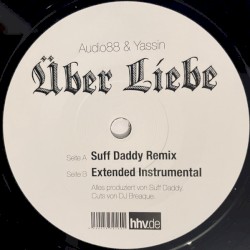 Audio88 & Yassin
Über Liebe
Seite A Suff Daddy Remix
Seite B Extended Instrumental
Alles produziert von Suff Daddy.
Cuts von DJ Breaque.
hhv.de